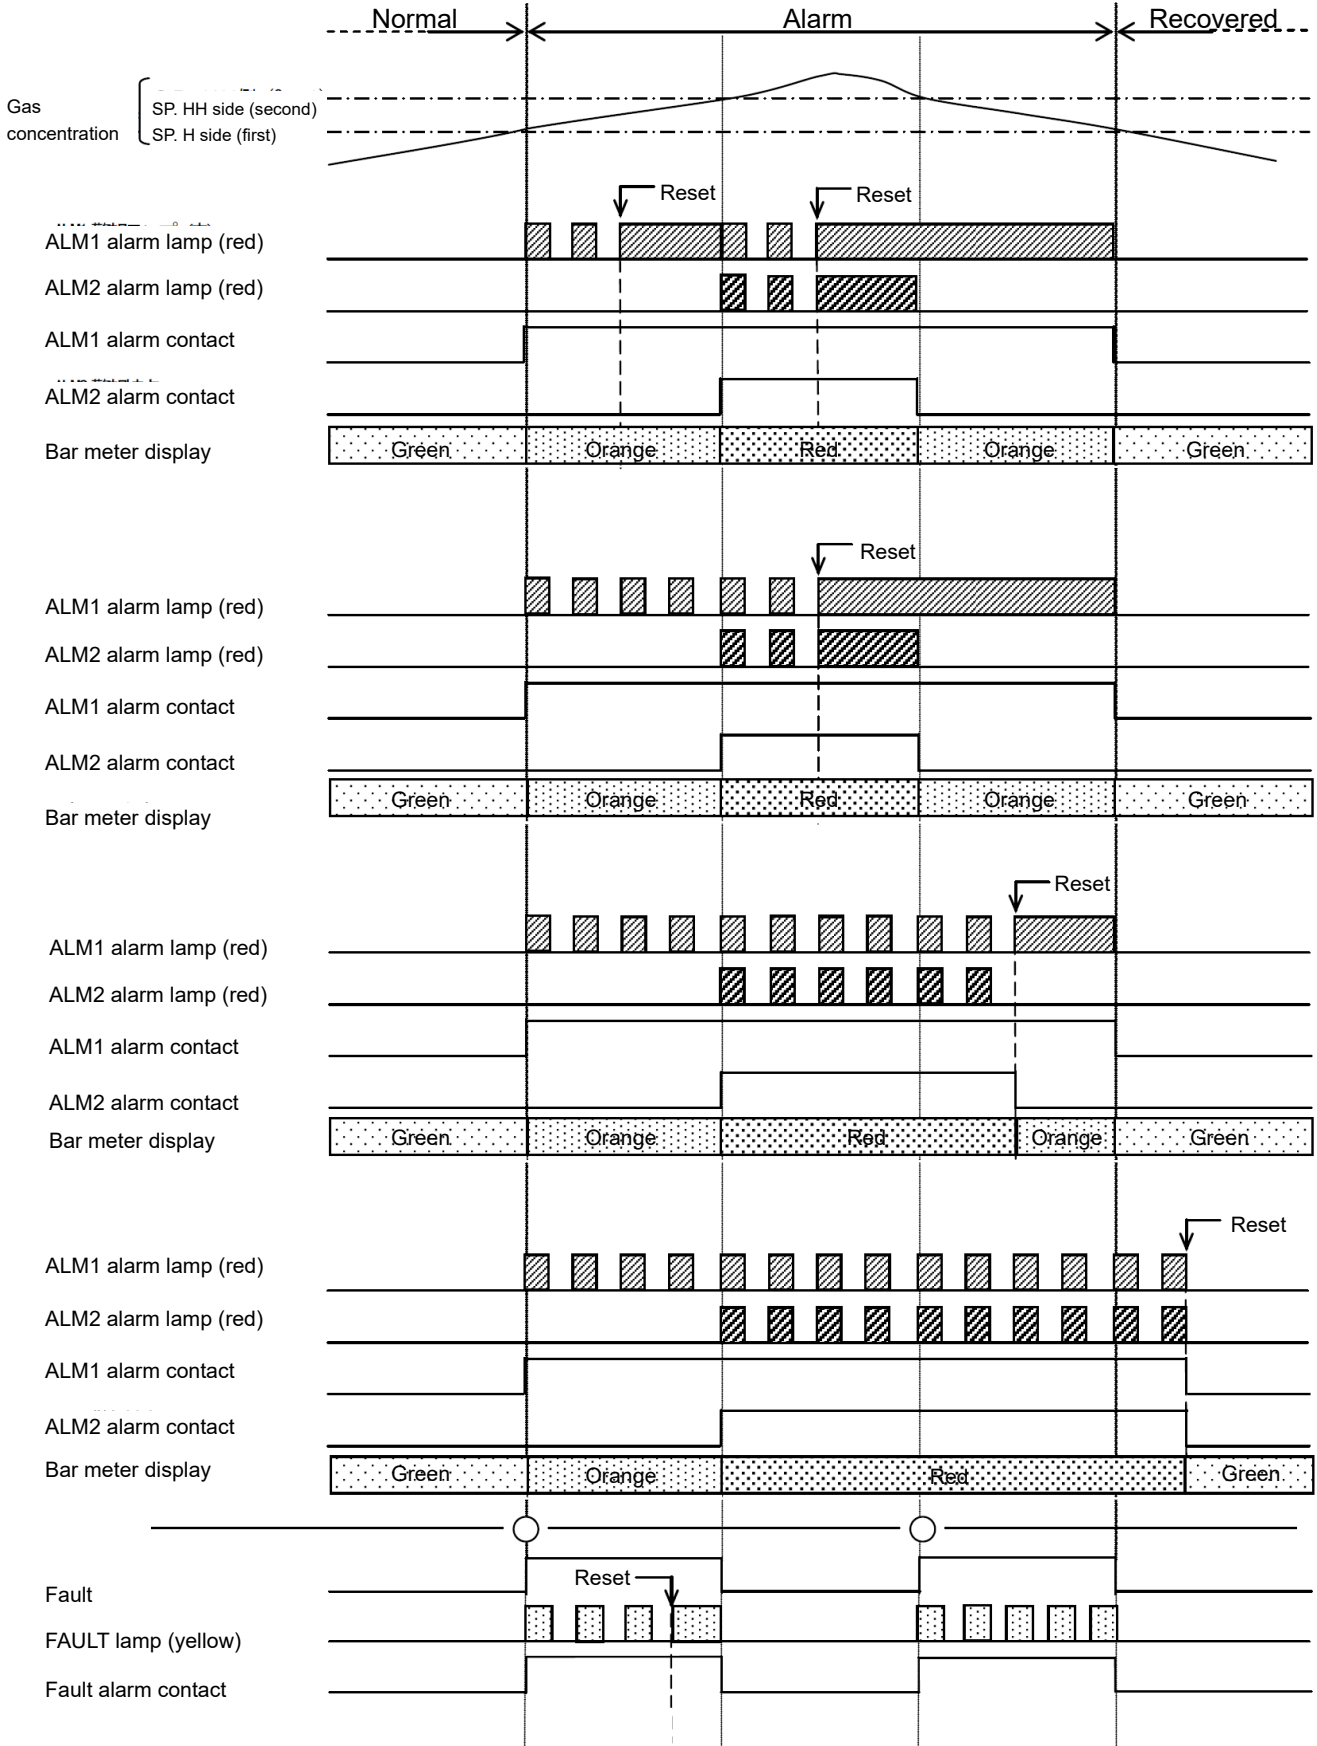 Normal Alarm Recovered
Gas concentration
SP. HH side (second)
SP. H side (first)
Reset Reset
ALM1 alarm lamp (red)
ALM2 alarm lamp (red)
ALM1 alarm contact
ALM2 alarm contact
Bar meter display Green Orange Red Orange Green
Reset
ALM1 alarm lamp (red)
ALM2 alarm lamp (red)
ALM1 alarm contact
ALM2 alarm contact
Bar meter display Green Orange Red Orange Green
Reset
ALM1 alarm lamp (red)
ALM2 alarm lamp (red)
ALM1 alarm contact
ALM2 alarm contact
Bar meter display Green Orange Red Orange Green
Reset
ALM1 alarm lamp (red)
ALM2 alarm lamp (red)
ALM1 alarm contact
ALM2 alarm contact
Bar meter display Green Orange Red Green
Reset
Fault
FAULT lamp (yellow)
Fault alarm contact